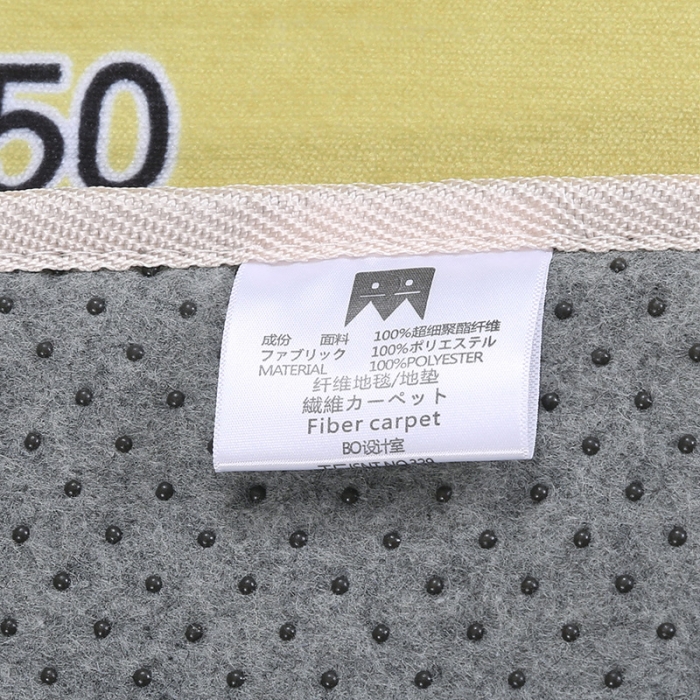 50
成份 面料 100%超细聚酯纤维
ファブリック 100%ポリエステル
MATERIAL 100%POLYESTER
纤维地毯/地垫
繊維カーペット
Fiber carpet
BO设计室